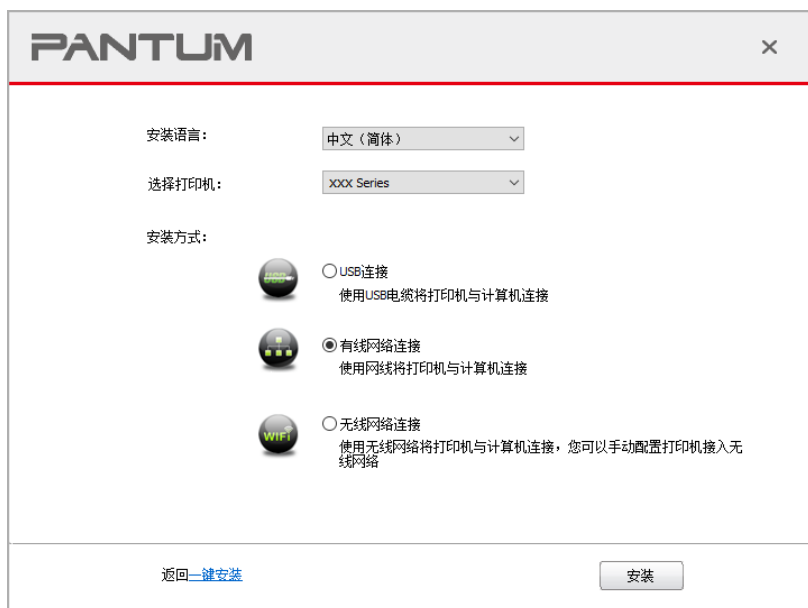 PANTUM
安装语言：
中文（简体）
选择打印机：
XXX Series
安装方式：
USB
USB连接
使用USB电缆将打印机与计算机连接
有线网络连接
使用网线将打印机与计算机连接
WiFi
无线网络连接
使用无线网络将打印机与计算机连接，您可以手动配置打印机接入无
线网络
返回一键安装
安装